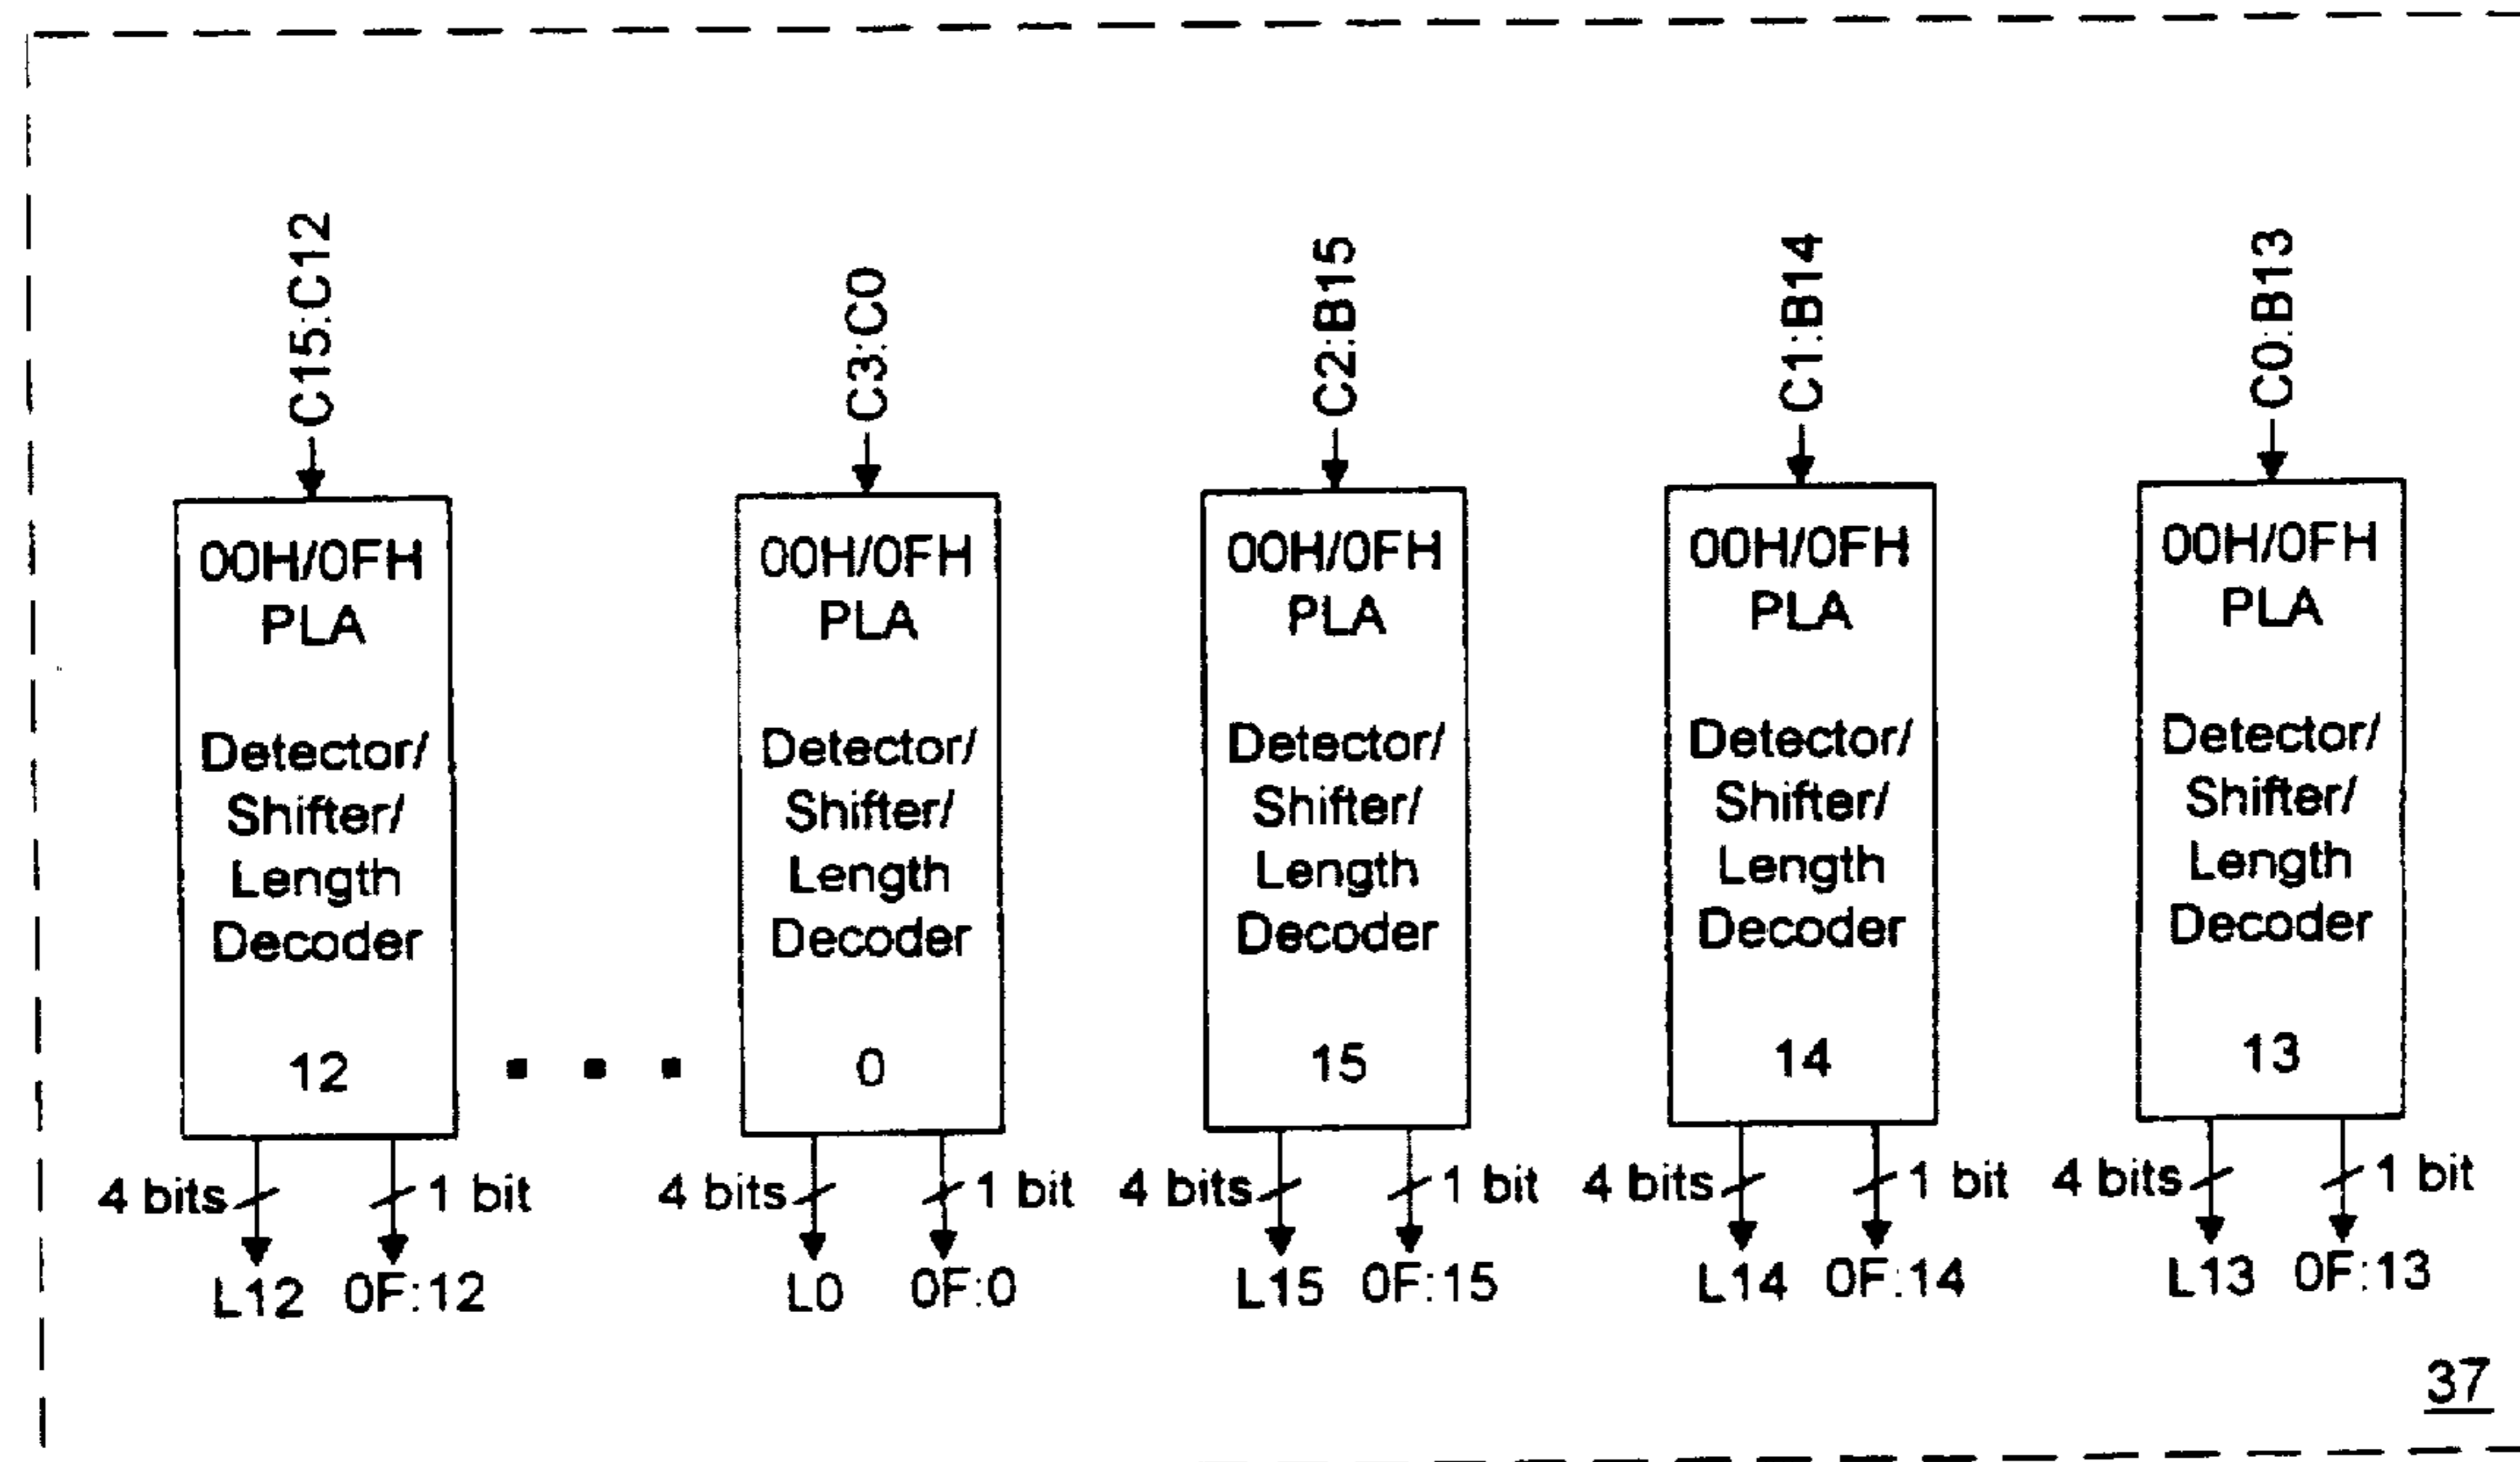 C15:C12
C3:C0
C2:B15
C1:B14
C0:B13
00H/0FH
PLA
Detector/
Shifter/
Length
Decoder
12
00H/0FH
PLA
Detector/
Shifter/
Length
Decoder
0
00H/0FH
PLA
Detector/
Shifter/
Length
Decoder
15
00H/0FH
PLA
Detector/
Shifter/
Length
Decoder
14
00H/0FH
PLA
Detector/
Shifter/
Length
Decoder
13
4 bits 1 bit
4 bits 1 bit
4 bits 1 bit
4 bits 1 bit
4 bits 1 bit
L12 0F:12
L0 0F:0
L15 0F:15
L14 0F:14
L13 0F:13
37